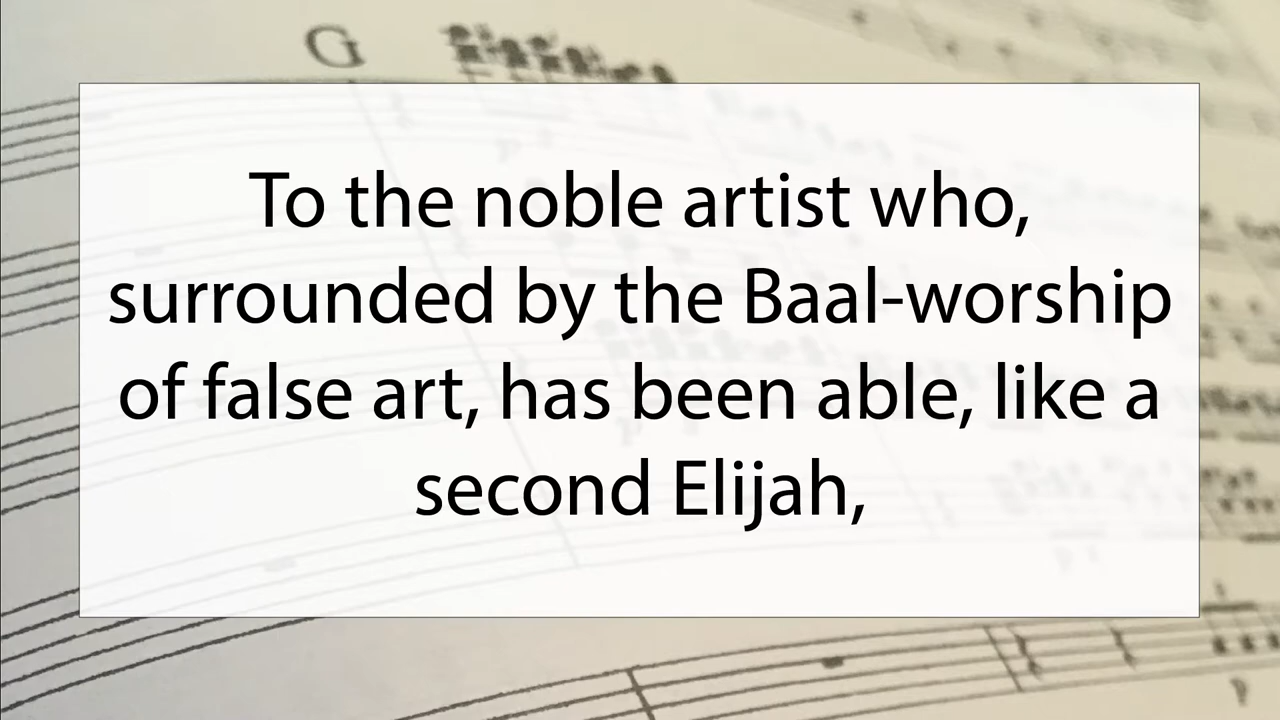 G
To the noble artist who,
surrounded by the Baal-worship
of false art, has been able, like a
second Elijah,